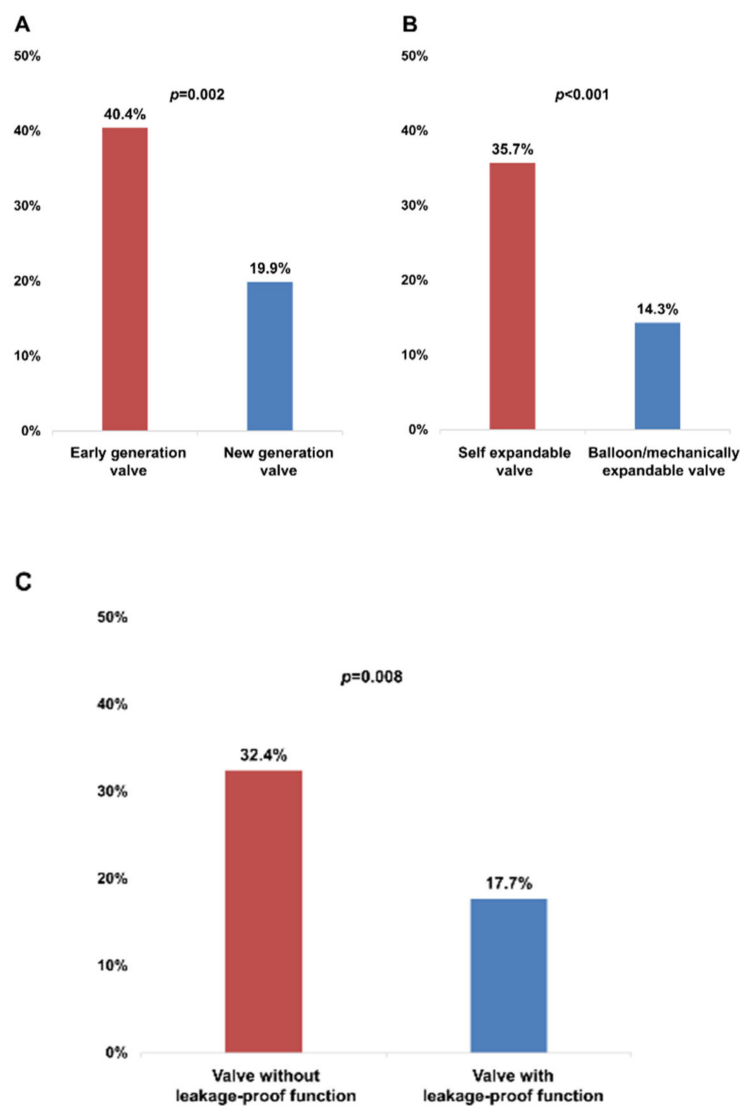 A
50%
p=0.002
40.4%
40%
30%
19.9%
20%
10%
0%
Early generation
valve
New generation
valve
B
50%
p<0.001
40%
35.7%
30%
20%
14.3%
10%
0%
Self expandable
valve
Balloon/mechanically
expandable valve
C
50%
p=0.008
40%
32.4%
30%
20%
17.7%
10%
0%
Valve without
leakage-proof function
Valve with
leakage-proof function